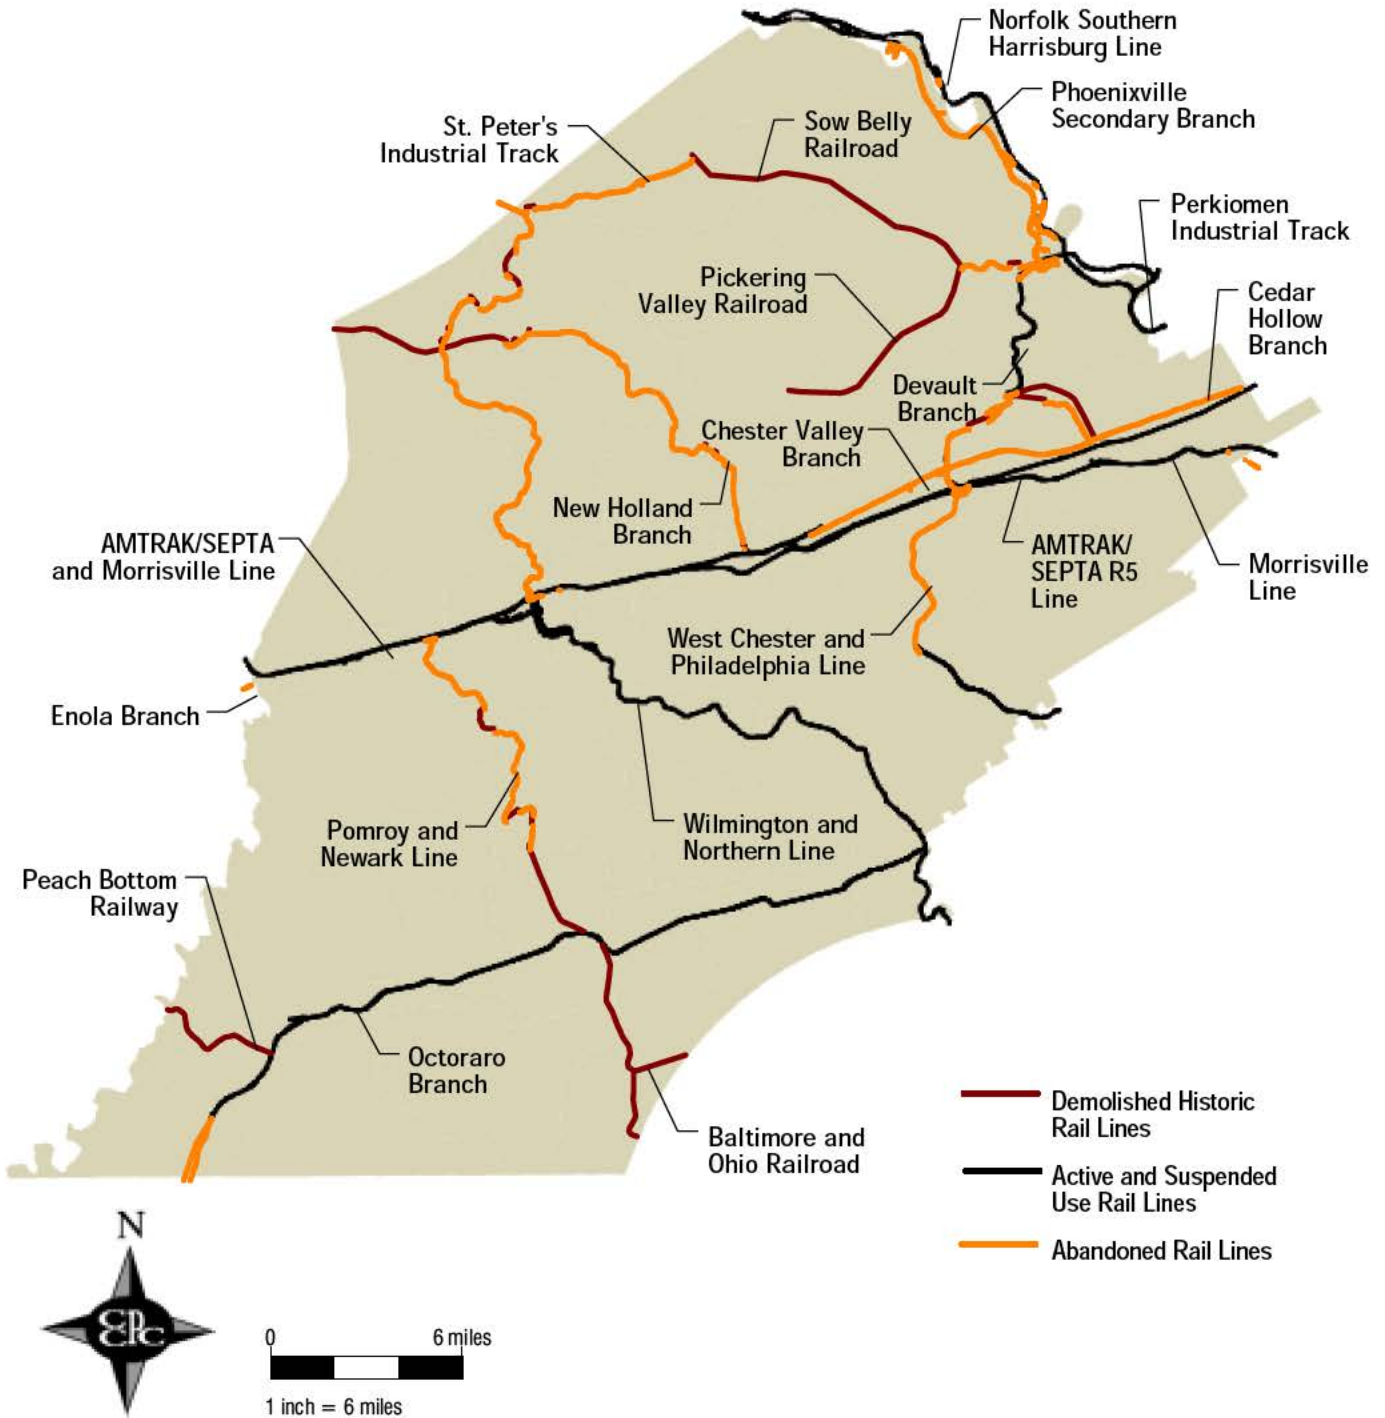 Norfolk Southern
Harrisburg Line
Phoenixville
Secondary Branch
St. Peter's
Industrial Track
Sow Belly
Railroad
Perkiomen
Industrial Track
Pickering
Valley Railroad
Cedar
Hollow
Branch
Devault
Branch
Chester Valley
Branch
New Holland
Branch
AMTRAK/SEPTA
and Morrisville Line
AMTRAK/
SEPTA R5
Line
Morrisville
Line
West Chester and
Philadelphia Line
Enola Branch
Pomroy and
Newark Line
Wilmington and
Northern Line
Peach Bottom
Railway
Octoraro
Branch
Baltimore and
Ohio Railroad
Demolished Historic
Rail Lines
Active and Suspended
Use Rail Lines
Abandoned Rail Lines
N
CCPC
0 6 miles
1 inch = 6 miles